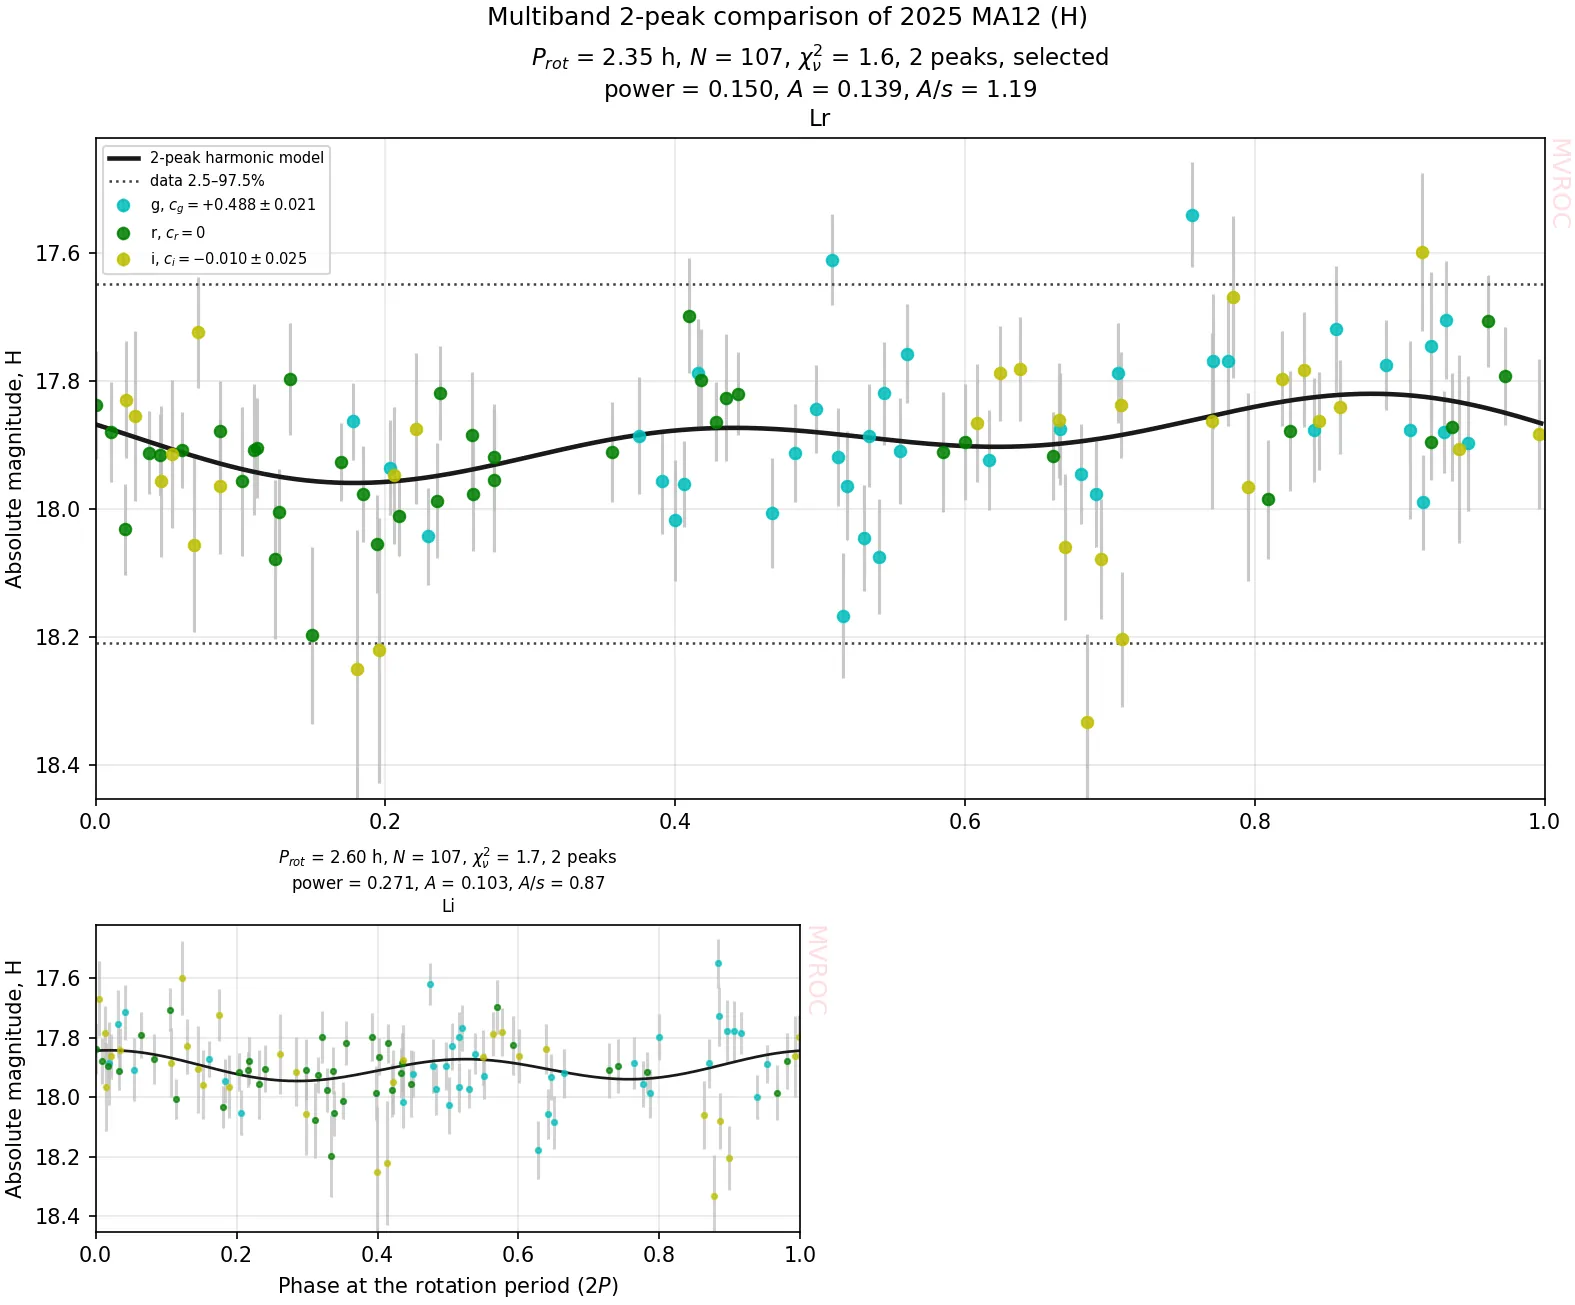 Multiband 2-peak comparison of 2025 MA12 (H)
P_rot = 2.35 h, N = 107, χ²_ν = 1.6, 2 peaks, selected
power = 0.150, A = 0.139, A/s = 1.19
Lr
2-peak harmonic model
data 2.5–97.5%
g, c_g = +0.488 ± 0.021
r, c_r = 0
i, c_i = −0.010 ± 0.025
MVROC
Absolute magnitude, H
17.6
17.8
18.0
18.2
18.4
0.0 0.2 0.4 0.6 0.8 1.0
P_rot = 2.60 h, N = 107, χ²_ν = 1.7, 2 peaks
power = 0.271, A = 0.103, A/s = 0.87
Li
MVROC
Absolute magnitude, H
17.6
17.8
18.0
18.2
18.4
0.0 0.2 0.4 0.6 0.8 1.0
Phase at the rotation period (2P)